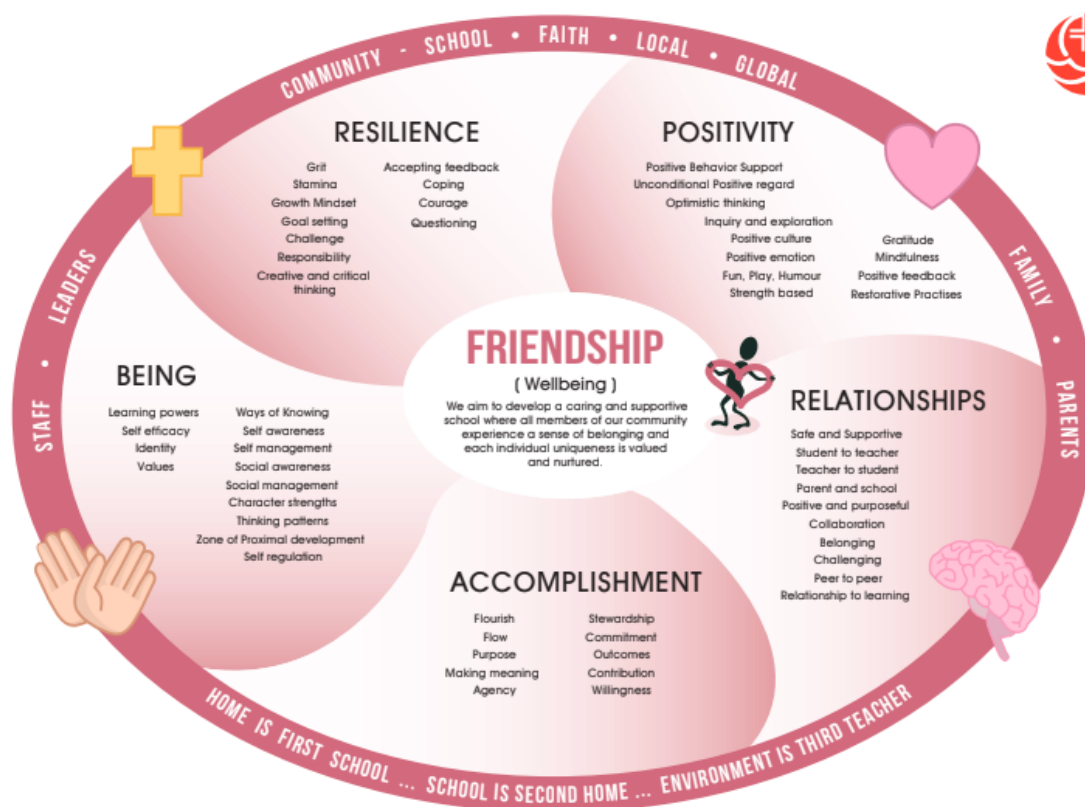 COMMUNITY - SCHOOL • FAITH • LOCAL • GLOBAL
FAMILY • PARENTS
STAFF • LEADERS
RESILIENCE
Grit
Stamina
Growth Mindset
Goal setting
Challenge
Responsibility
Creative and critical
thinking
Accepting feedback
Coping
Courage
Questioning
POSITIVITY
Positive Behavior Support
Unconditional Positive regard
Optimistic thinking
Inquiry and exploration
Positive culture
Positive emotion
Fun, Play, Humour
Strength based
Gratitude
Mindfulness
Positive feedback
Restorative Practises
FRIENDSHIP
( Wellbeing )
We aim to develop a caring and supportive
school where all members of our community
experience a sense of belonging and
each individual uniqueness is valued
and nurtured.
BEING
Learning powers
Self efficacy
Identity
Values
Ways of Knowing
Self awareness
Self management
Social awareness
Social management
Character strengths
Thinking patterns
Zone of Proximal development
Self regulation
RELATIONSHIPS
Safe and Supportive
Student to teacher
Teacher to student
Parent and school
Positive and purposeful
Collaboration
Belonging
Challenging
Peer to peer
Relationship to learning
ACCOMPLISHMENT
Flourish
Flow
Purpose
Making meaning
Agency
Stewardship
Commitment
Outcomes
Contribution
Willingness
HOME IS FIRST SCHOOL ... SCHOOL IS SECOND HOME ... ENVIRONMENT IS THIRD TEACHER